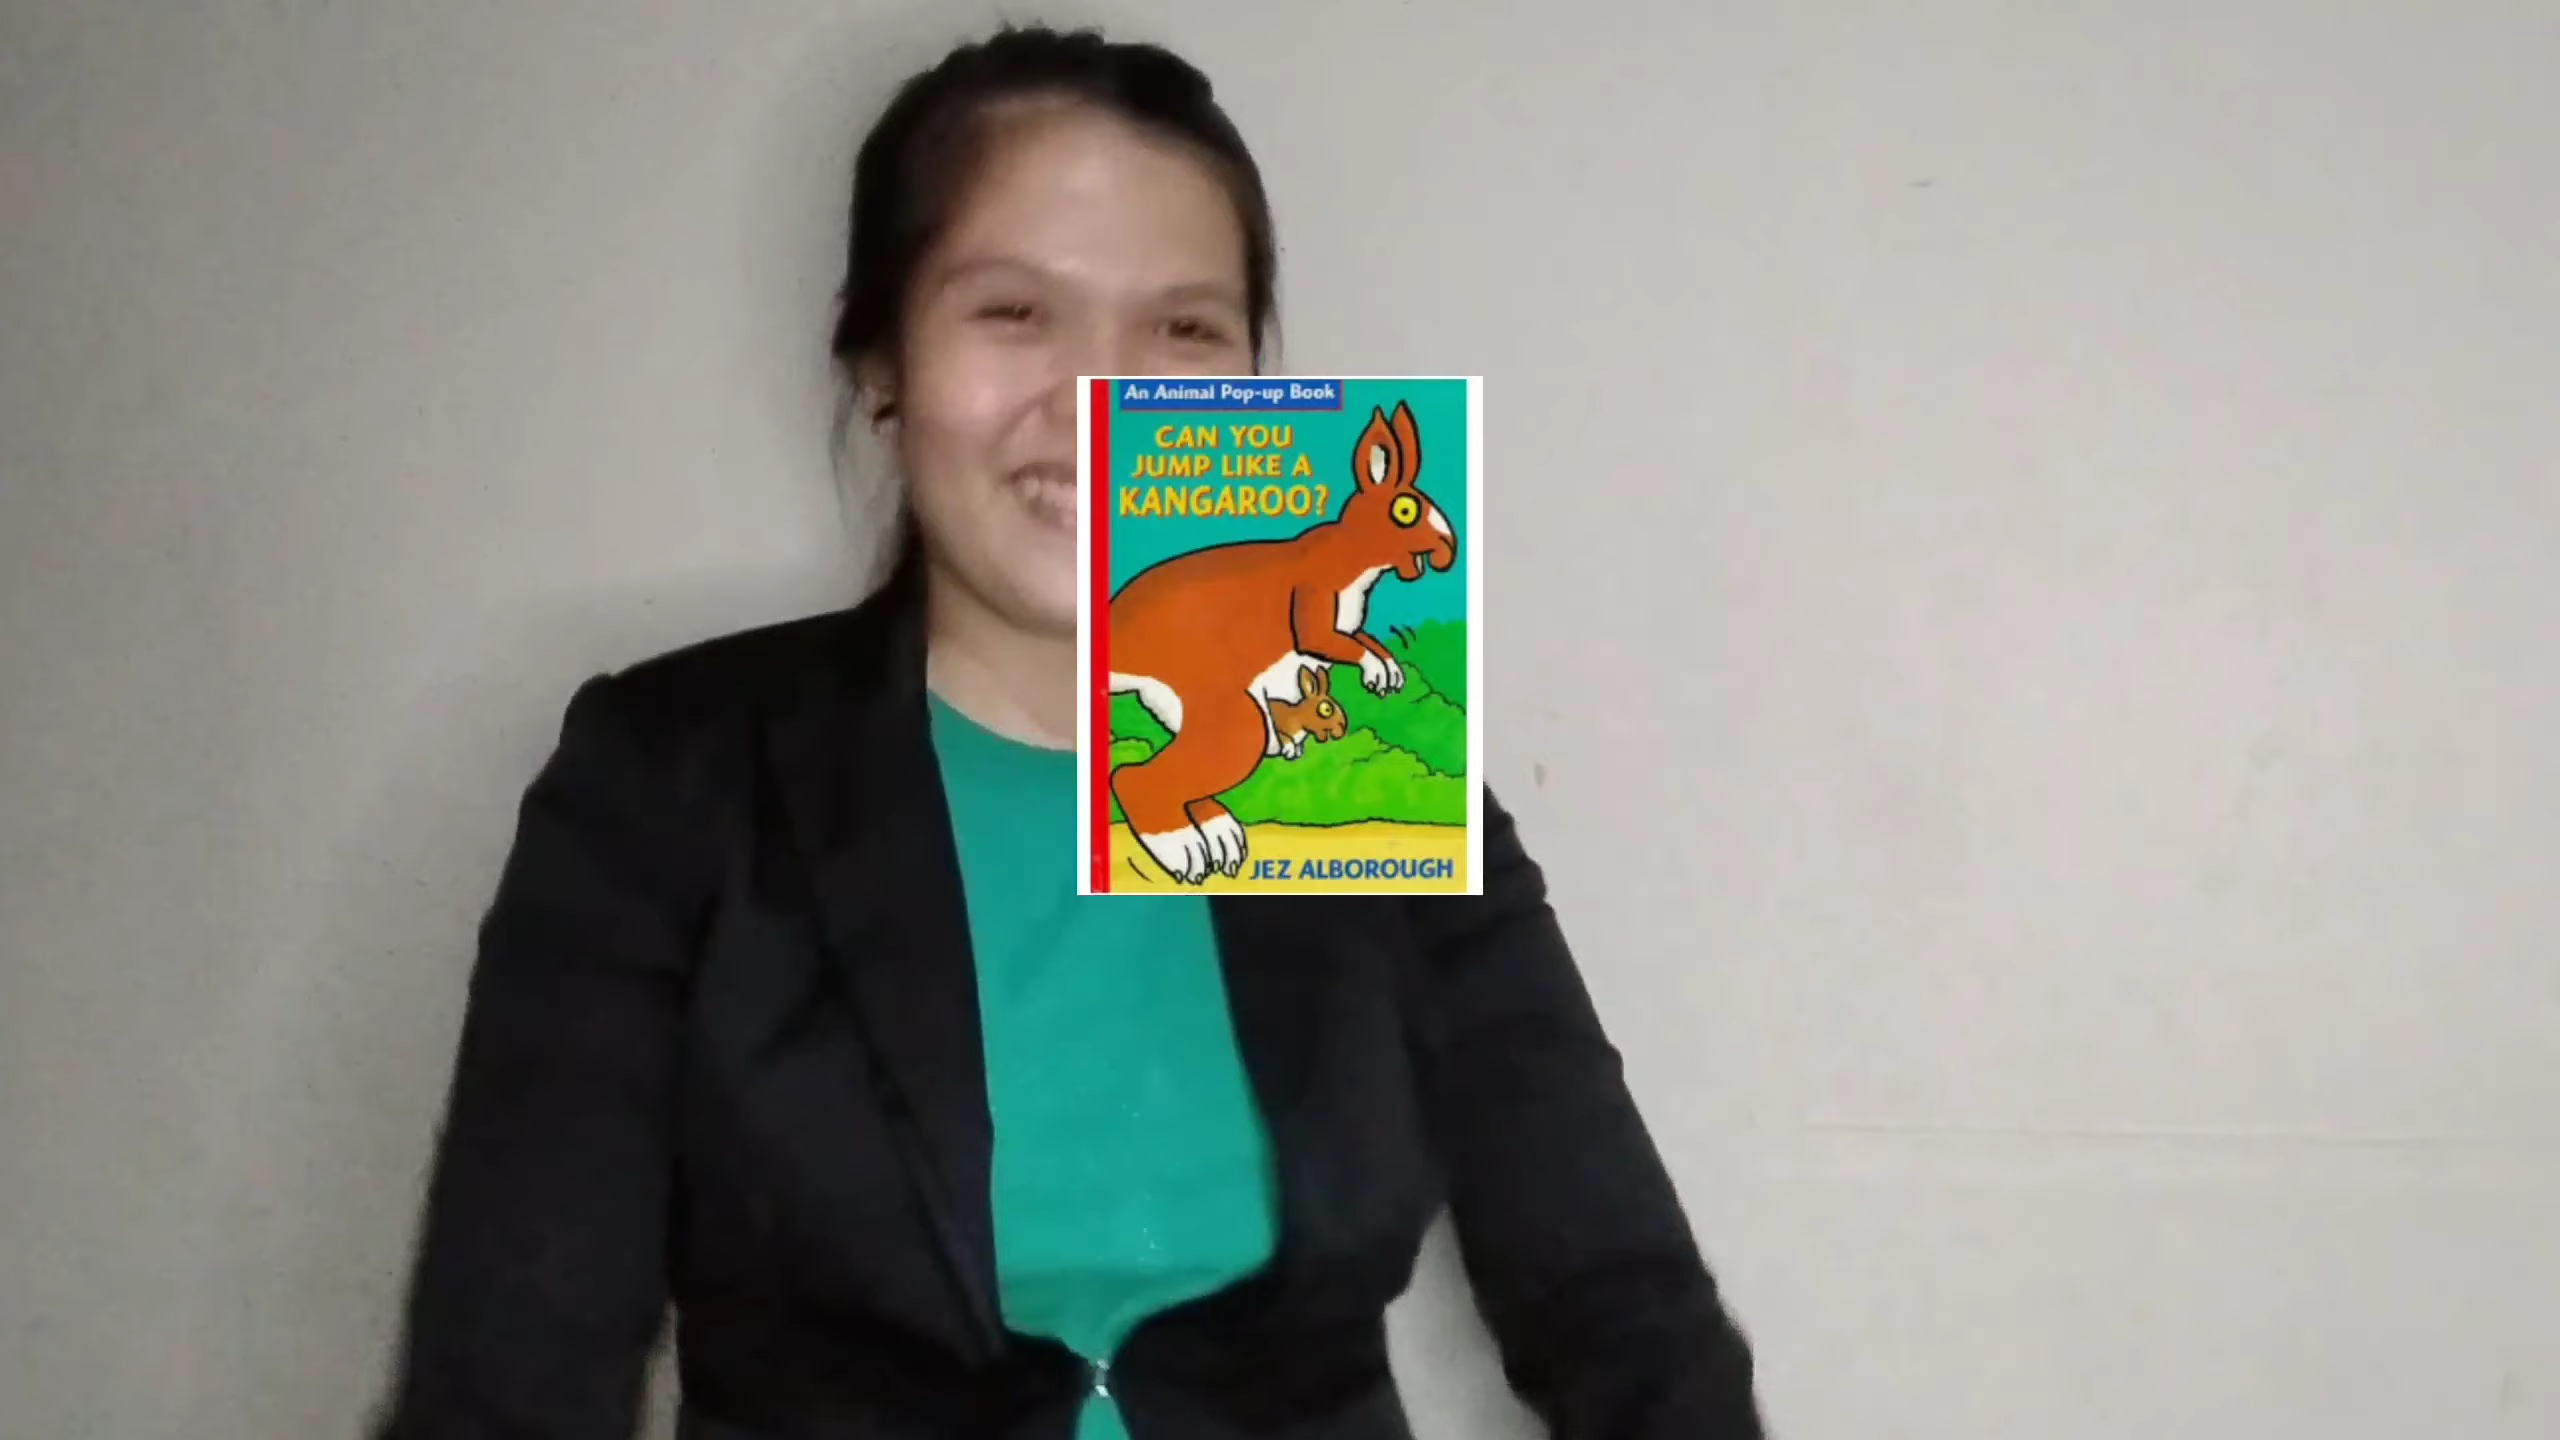 An Animal Pop-up Book
CAN YOU
JUMP LIKE A
KANGAROO?
JEZ ALBOROUGH